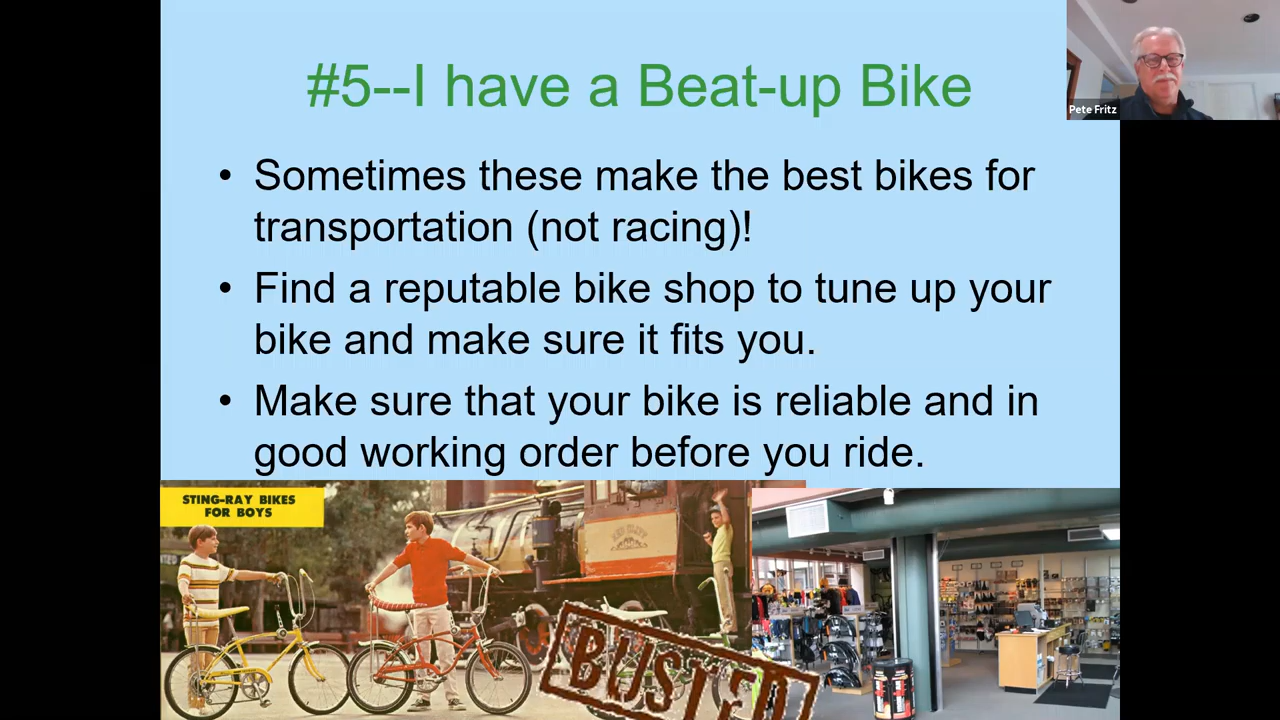 #5--I have a Beat-up Bike
Pete Fritz
• Sometimes these make the best bikes for
transportation (not racing)!
• Find a reputable bike shop to tune up your
bike and make sure it fits you.
• Make sure that your bike is reliable and in
good working order before you ride.
STING-RAY BIKES
FOR BOYS
BUSTED